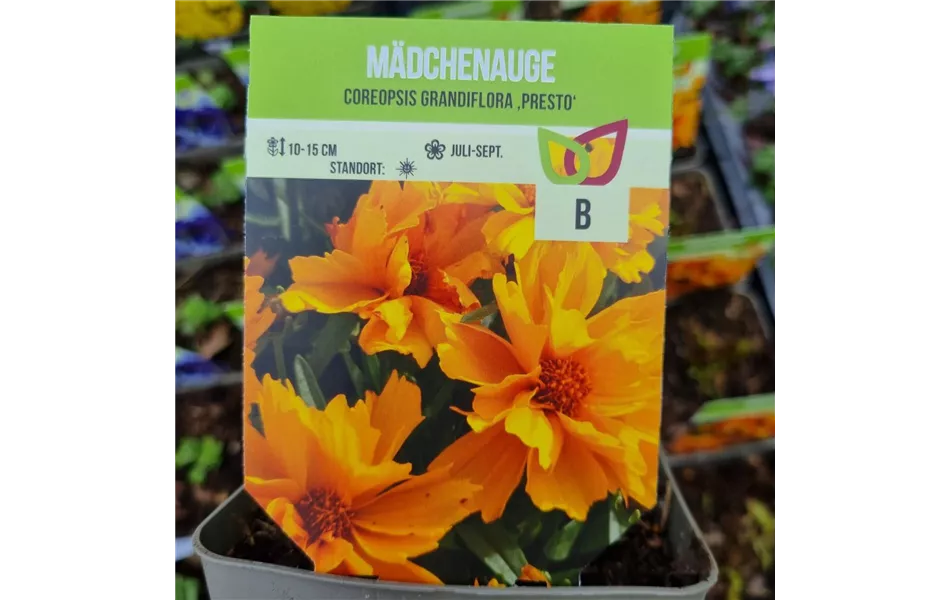 MÄDCHENAUGE
COREOPSIS GRANDIFLORA ‚PRESTO‘
10-15 CM
JULI-SEPT.
STANDORT:
B